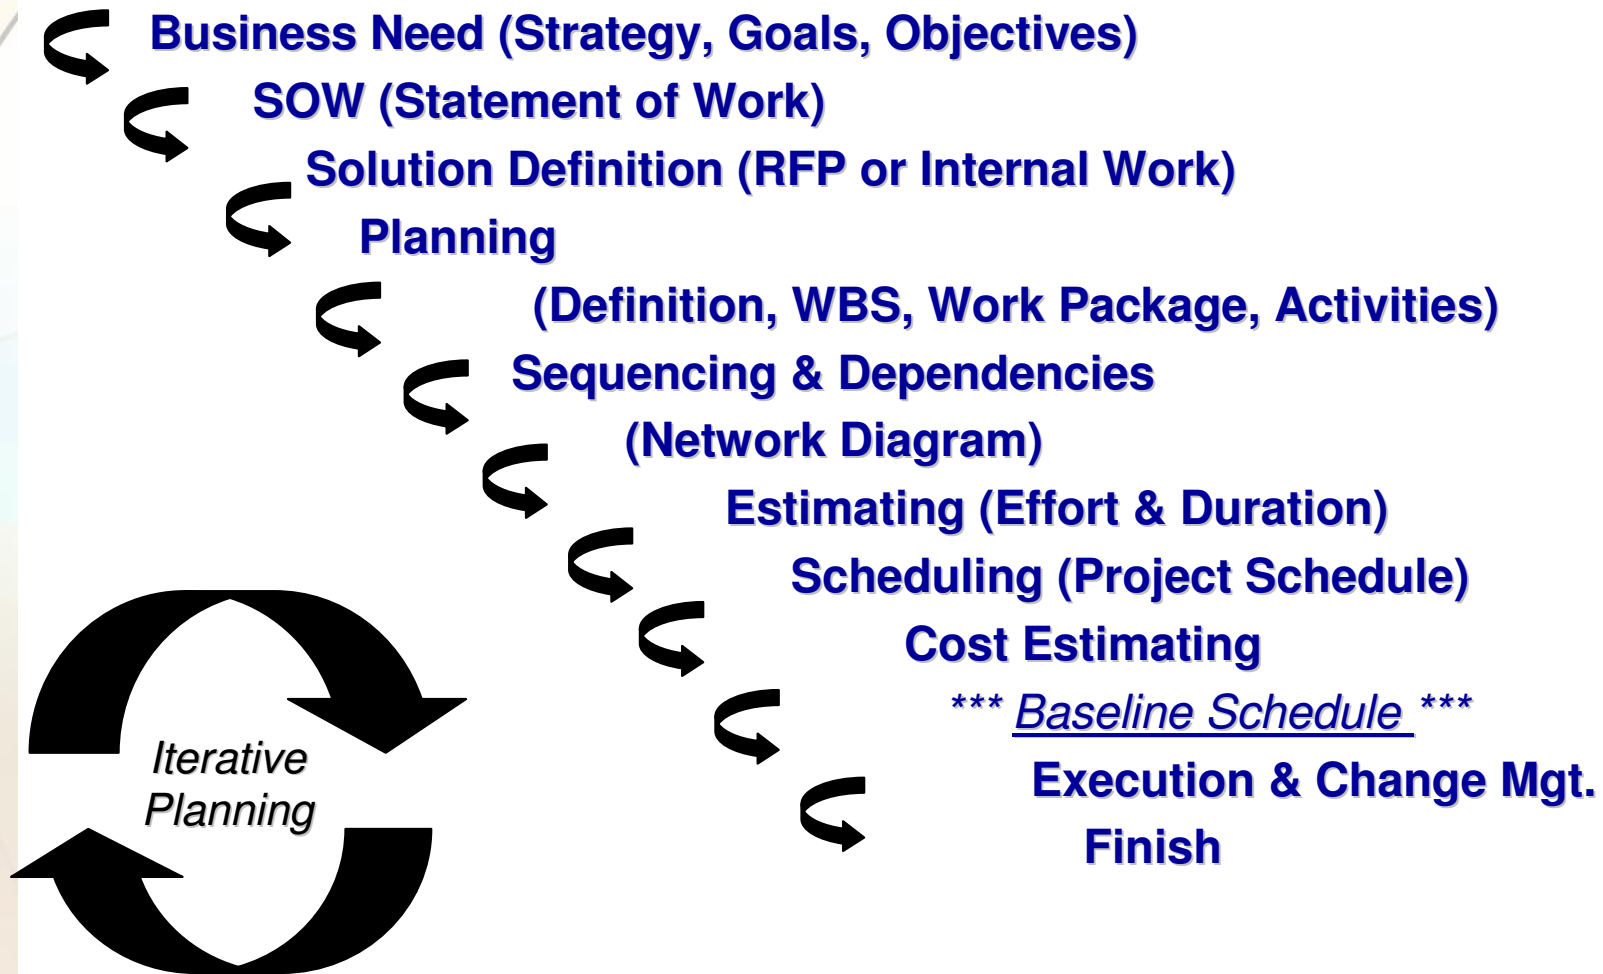 Business Need (Strategy, Goals, Objectives)
SOW (Statement of Work)
Solution Definition (RFP or Internal Work)
Planning
(Definition, WBS, Work Package, Activities)
Sequencing & Dependencies
(Network Diagram)
Estimating (Effort & Duration)
Scheduling (Project Schedule)
Cost Estimating
*** Baseline Schedule ***
Execution & Change Mgt.
Finish
Iterative
Planning